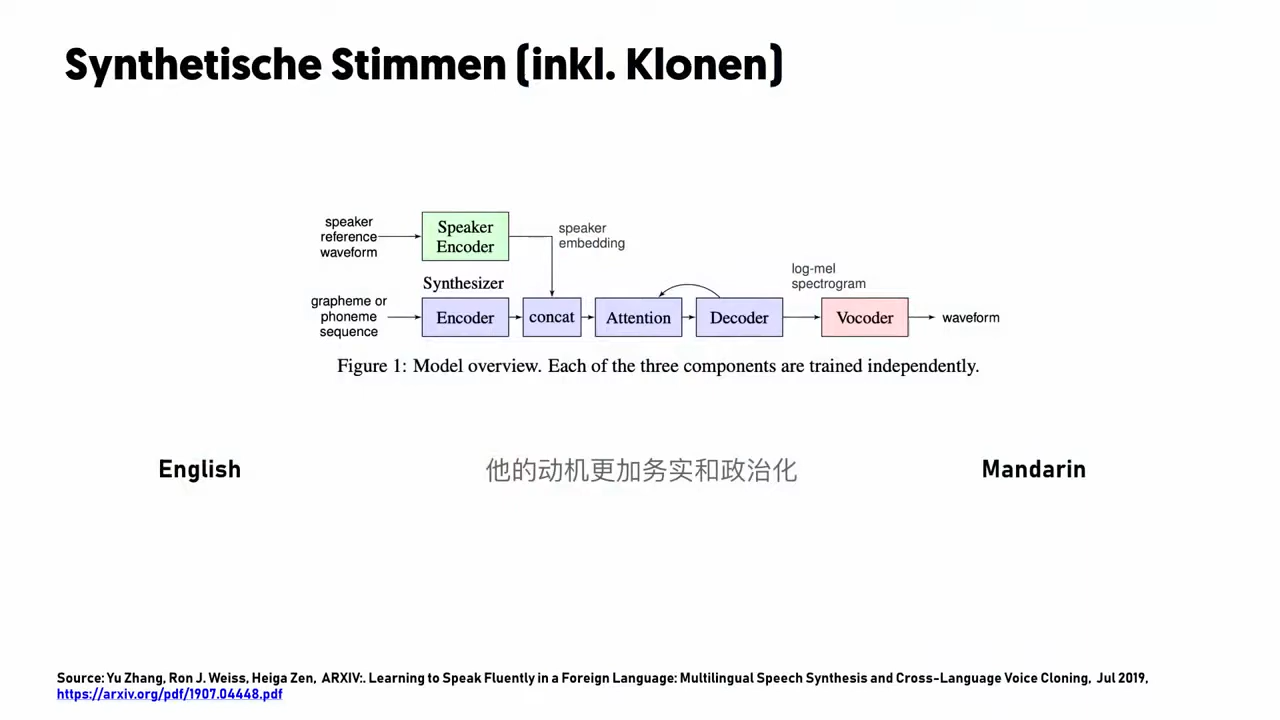 Synthetische Stimmen (inkl. Klonen)
speaker
reference
waveform
Speaker
Encoder
speaker
embedding
Synthesizer
log-mel
spectrogram
grapheme or
phoneme
sequence
Encoder
concat
Attention
Decoder
Vocoder
waveform
Figure 1: Model overview. Each of the three components are trained independently.
English
他的动机更加务实和政治化
Mandarin
Source: Yu Zhang, Ron J. Weiss, Heiga Zen, ARXIV:. Learning to Speak Fluently in a Foreign Language: Multilingual Speech Synthesis and Cross-Language Voice Cloning, Jul 2019,
https://arxiv.org/pdf/1907.04448.pdf